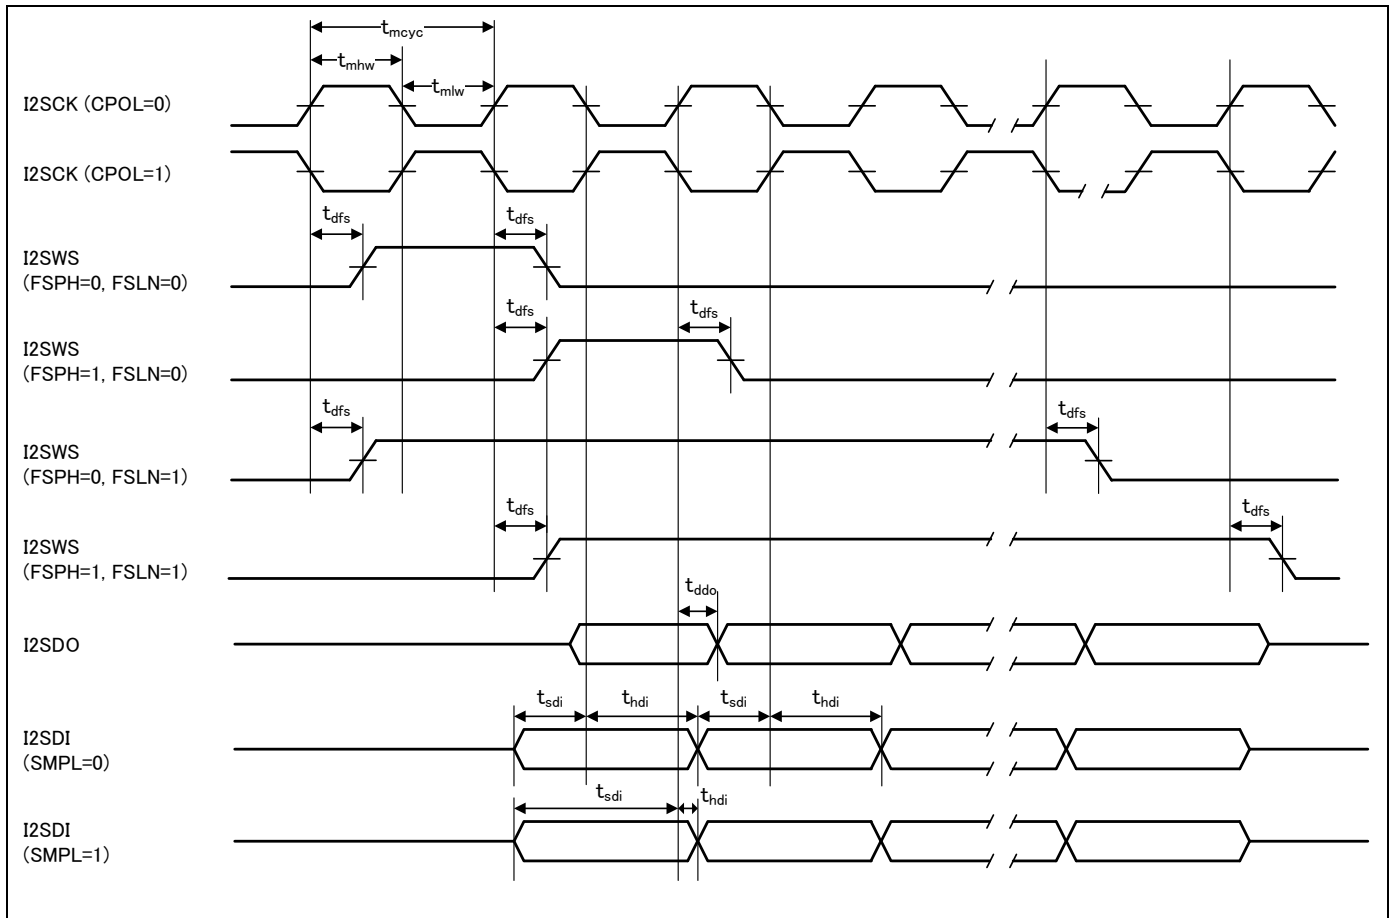 tmcyc
tmhw
tmlw
I2SCK (CPOL=0)
I2SCK (CPOL=1)
tdfs
tdfs
I2SWS
(FSPH=0, FSLN=0)
tdfs
tdfs
I2SWS
(FSPH=1, FSLN=0)
tdfs
tdfs
I2SWS
(FSPH=0, FSLN=1)
tdfs
tdfs
I2SWS
(FSPH=1, FSLN=1)
tddo
I2SDO
tsdi
thdi
tsdi
thdi
I2SDI
(SMPL=0)
tsdi
thdi
I2SDI
(SMPL=1)